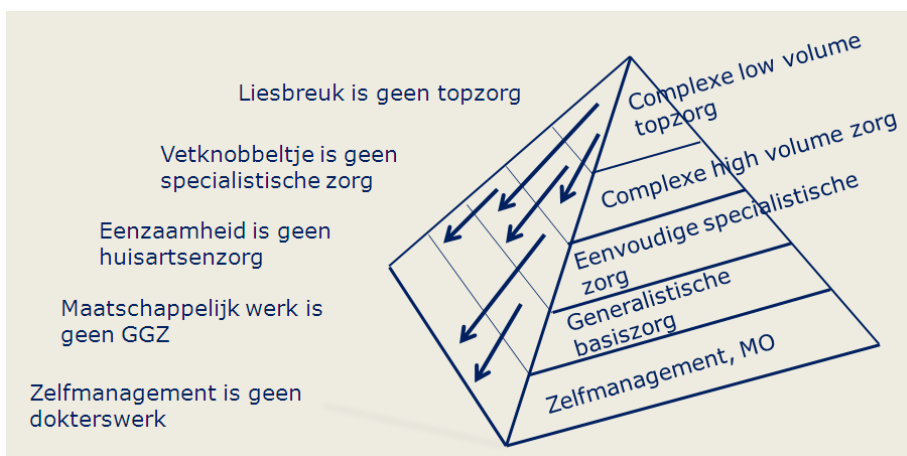 Liesbreuk is geen topzorg
Vetknobbeltje is geen
specialistische zorg
Eenzaamheid is geen
huisartsenzorg
Maatschappelijk werk is
geen GGZ
Zelfmanagement is geen
dokterswerk
Complexe low volume
topzorg
Complexe high volume zorg
Eenvoudige specialistische
zorg
Generalistische
basiszorg
Zelfmanagement, MO